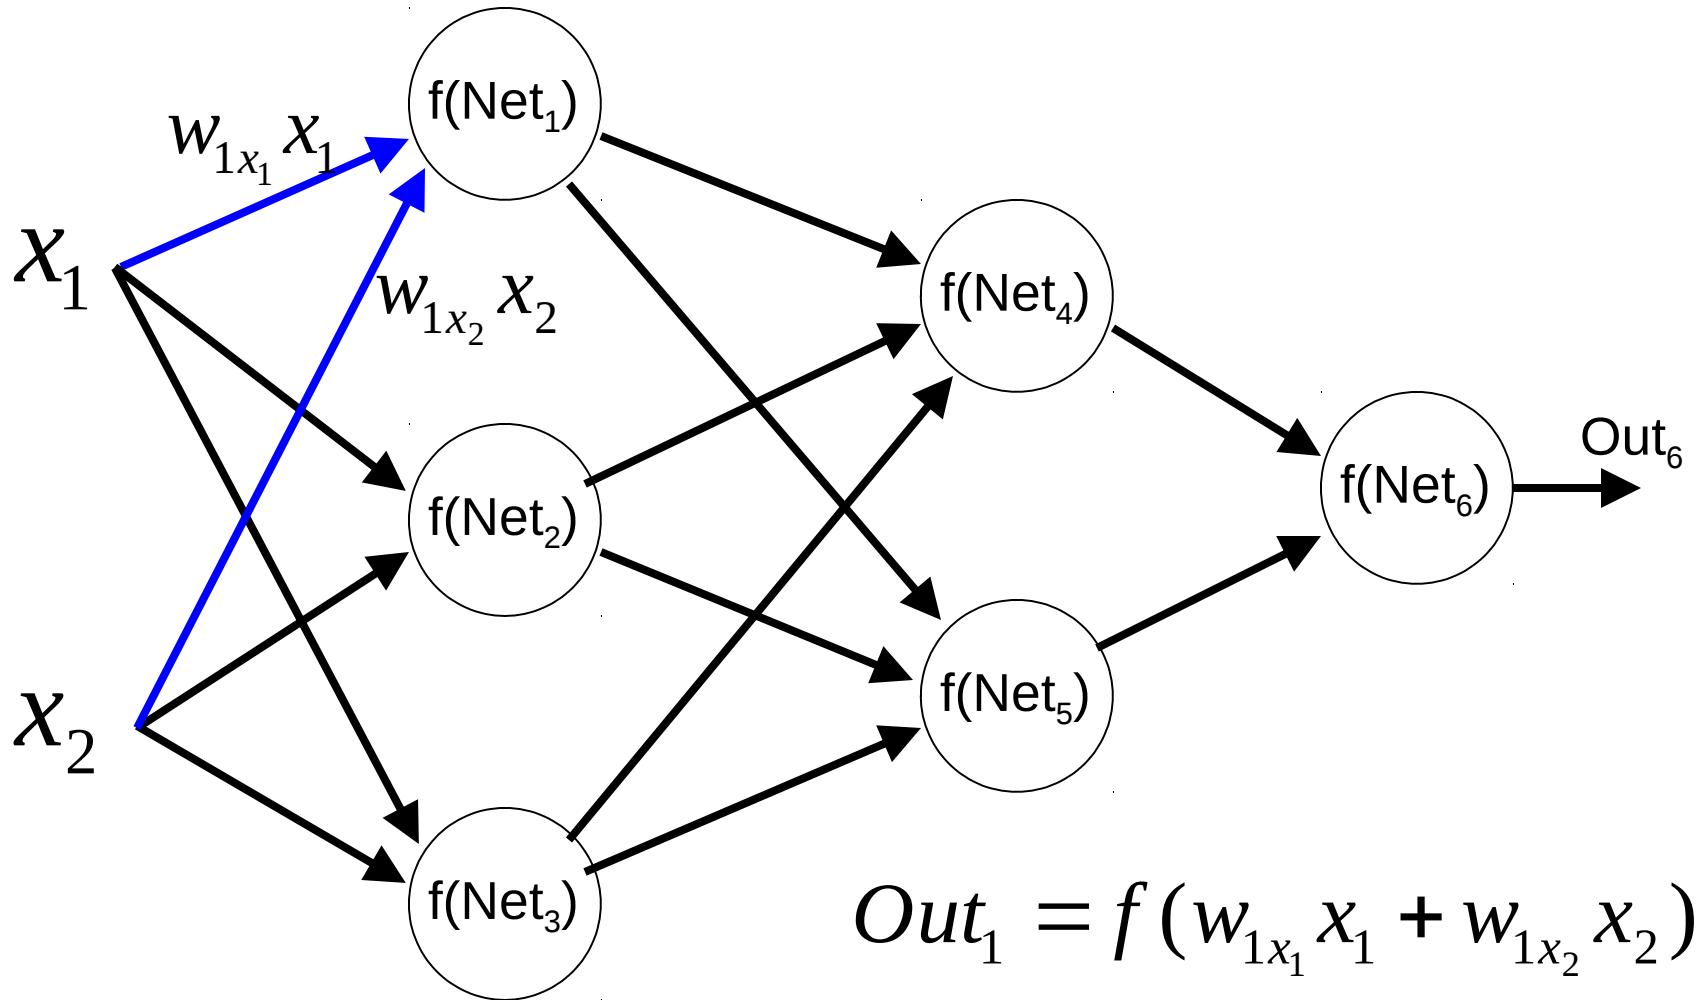 f(Net₁)
w₁ₓ₁ x₁
x₁
w₁ₓ₂ x₂
f(Net₄)
Out₆
f(Net₆)
f(Net₂)
x₂
f(Net₅)
f(Net₃)
Out₁ = f (w₁ₓ₁ x₁ + w₁ₓ₂ x₂)